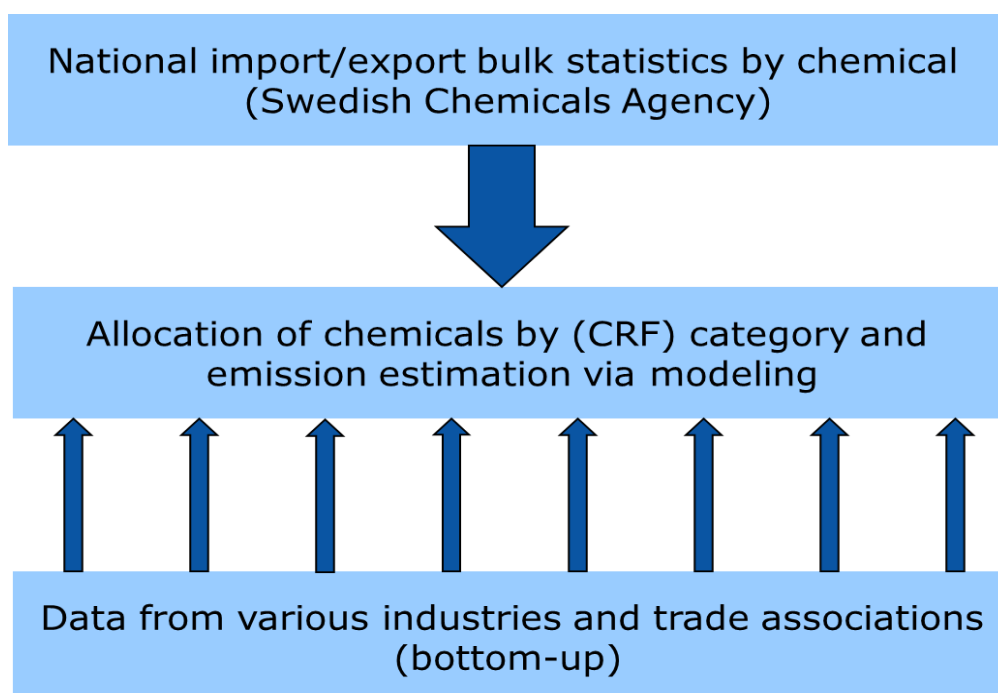 National import/export bulk statistics by chemical
(Swedish Chemicals Agency)
Allocation of chemicals by (CRF) category and
emission estimation via modeling
Data from various industries and trade associations
(bottom-up)